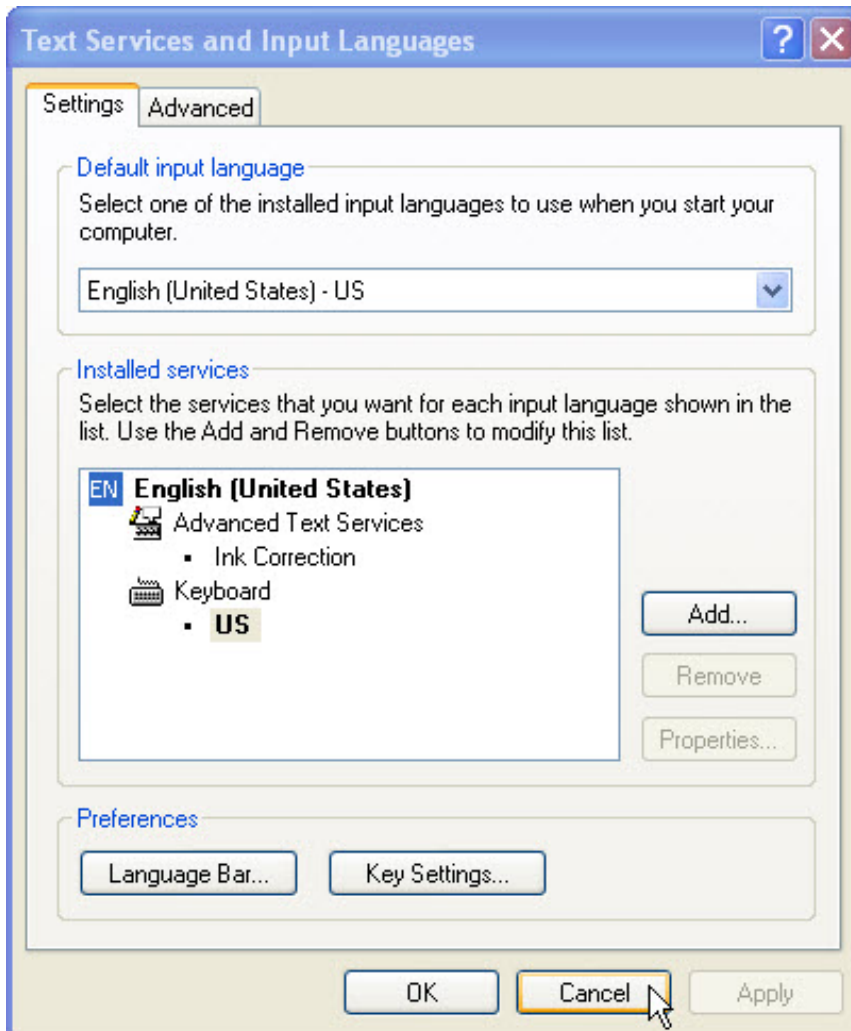 Text Services and Input Languages
Settings
Advanced
Default input language
Select one of the installed input languages to use when you start your
computer.
English (United States) - US
Installed services
Select the services that you want for each input language shown in the
list. Use the Add and Remove buttons to modify this list.
EN English (United States)
Advanced Text Services
▪ Ink Correction
Keyboard
▪ US
Add...
Remove
Properties...
Preferences
Language Bar...
Key Settings...
OK
Cancel
Apply